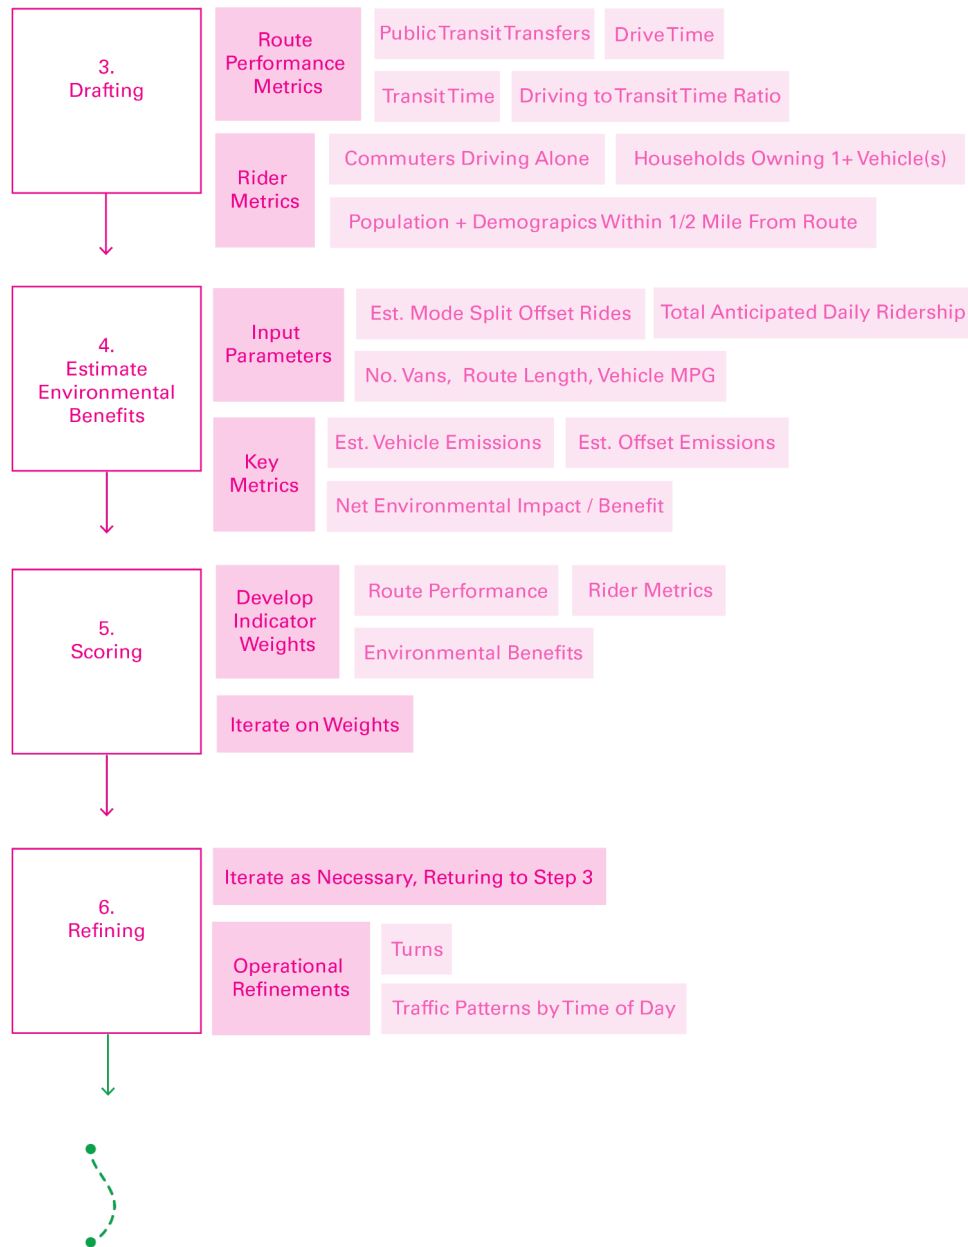 3.
Drafting
Route
Performance
Metrics
Public Transit Transfers
Drive Time
Transit Time
Driving to Transit Time Ratio
Rider
Metrics
Commuters Driving Alone
Households Owning 1+ Vehicle(s)
Population + Demograpics Within 1/2 Mile From Route
4.
Estimate
Environmental
Benefits
Input
Parameters
Est. Mode Split Offset Rides
Total Anticipated Daily Ridership
No. Vans, Route Length, Vehicle MPG
Key
Metrics
Est. Vehicle Emissions
Est. Offset Emissions
Net Environmental Impact / Benefit
5.
Scoring
Develop
Indicator
Weights
Route Performance
Rider Metrics
Environmental Benefits
Iterate on Weights
6.
Refining
Iterate as Necessary, Returing to Step 3
Operational
Refinements
Turns
Traffic Patterns by Time of Day